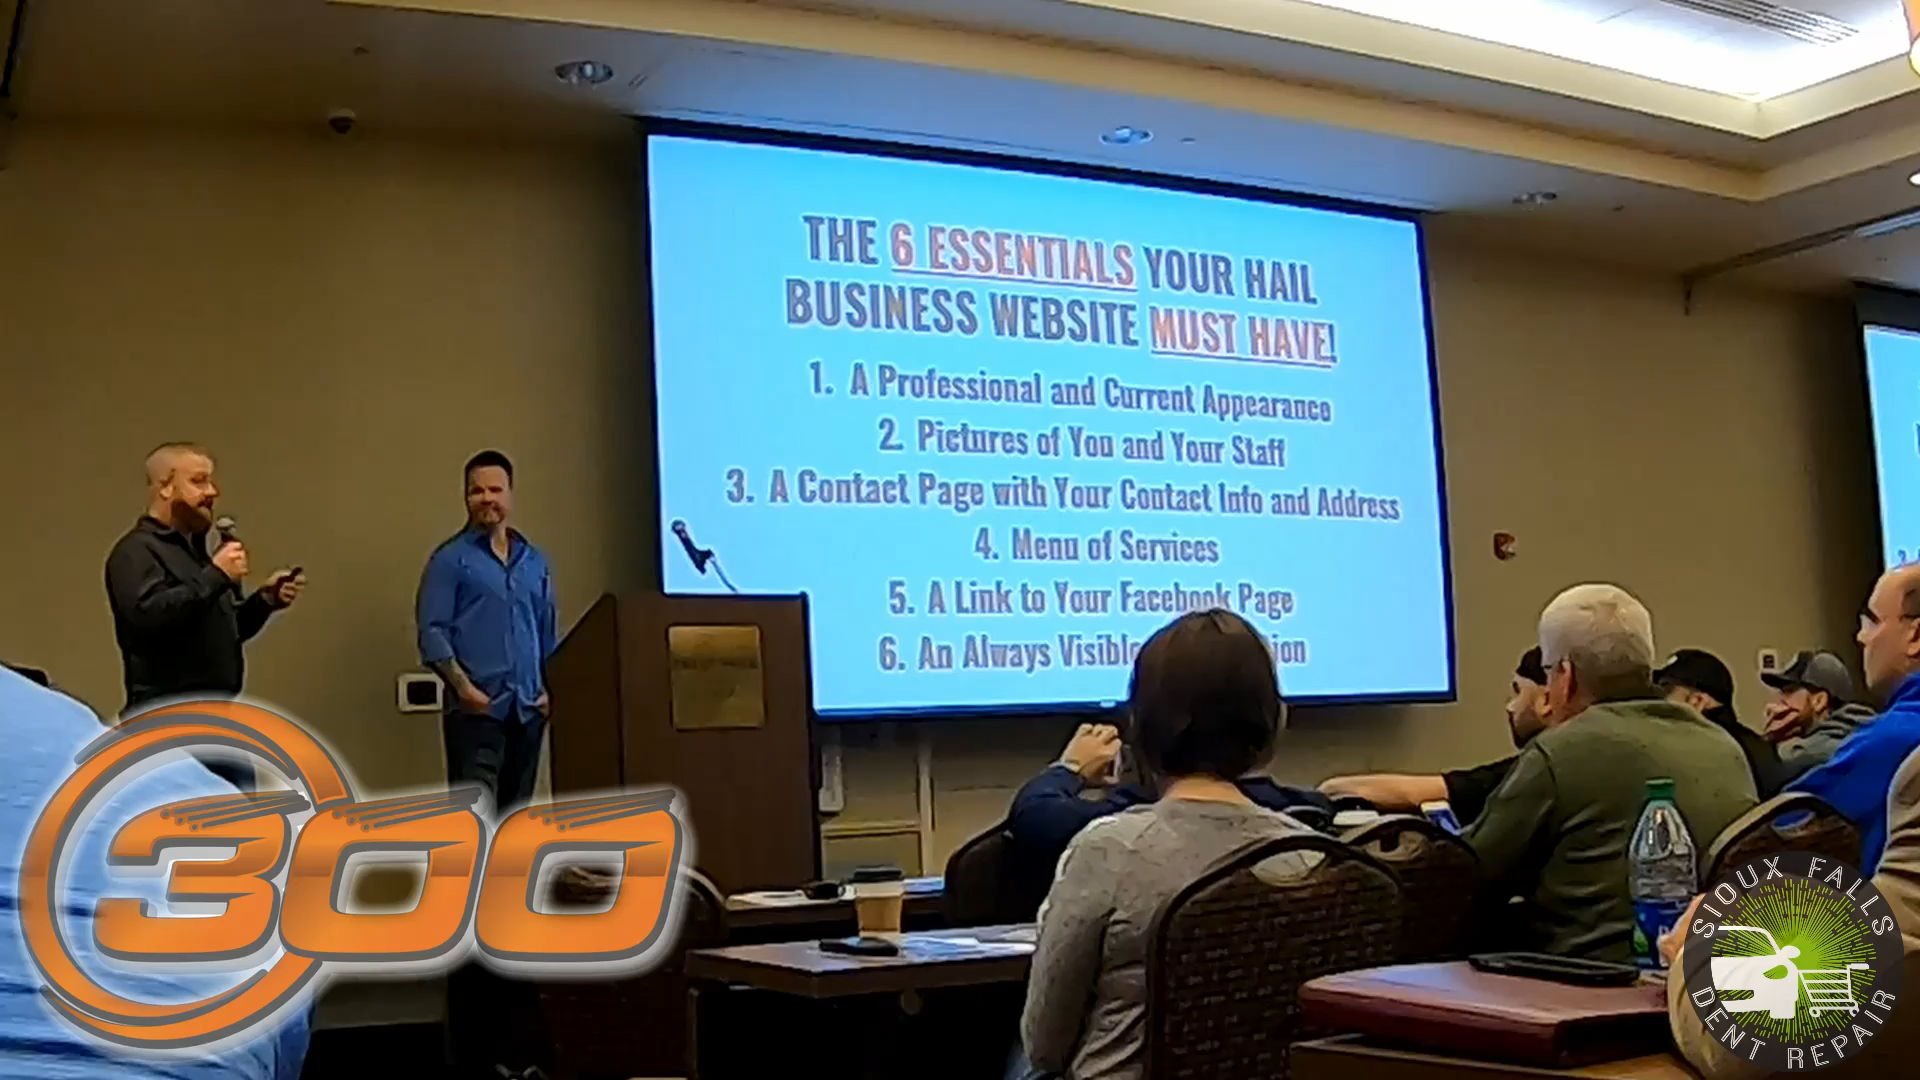 THE 6 ESSENTIALS YOUR HAIL
BUSINESS WEBSITE MUST HAVE!
1. A Professional and Current Appearance
2. Pictures of You and Your Staff
3. A Contact Page with Your Contact Info and Address
4. Menu of Services
5. A Link to Your Facebook Page
6. An Always Visible
300
SIOUX FALLS
DENT REPAIR